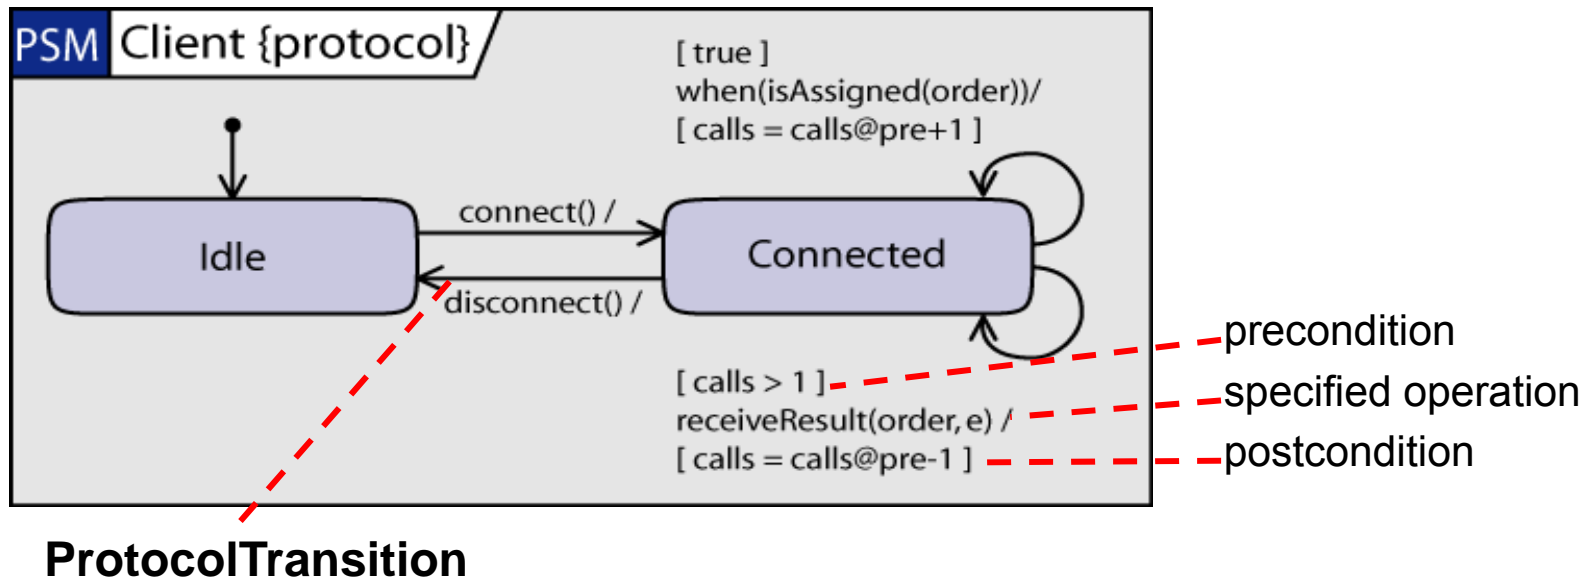 PSM Client {protocol}
[ true ]
when(isAssigned(order))/
[ calls = calls@pre+1 ]
connect() /
Idle
Connected
disconnect() /
[ calls > 1 ]
receiveResult(order, e) /
[ calls = calls@pre-1 ]
precondition
specified operation
postcondition
ProtocolTransition